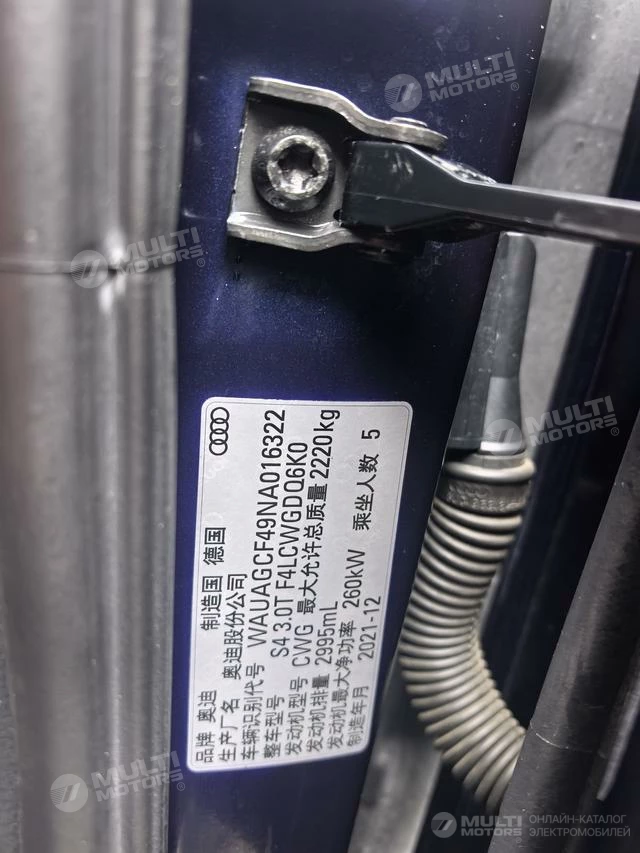 品牌 奥迪 制造国 德国
生产厂名 奥迪股份公司
车辆识别代号 WAUAGCF49NA016322
整车型号 S4 3.0T F4LCWGDQ6K0
发动机型号 CWG 最大允许总质量 2220kg
发动机排量 2995mL
发动机最大净功率 260kW 乘坐人数 5
制造年月 2021-12
MULTI MOTORS
MULTI MOTORS
MULTI MOTORS
MULTI MOTORS
MULTI MOTORS ОНЛАЙН-КАТАЛОГ
ЭЛЕКТРОМОБИЛЕЙ